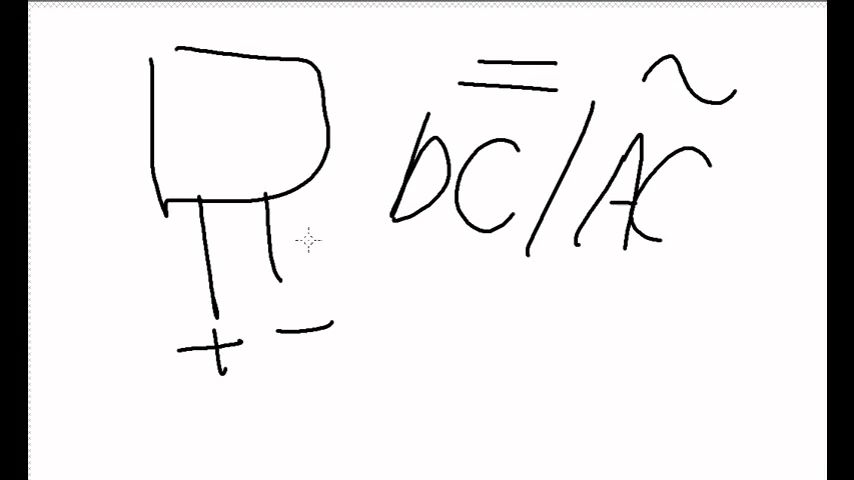 = ~
DC/AC
+ −